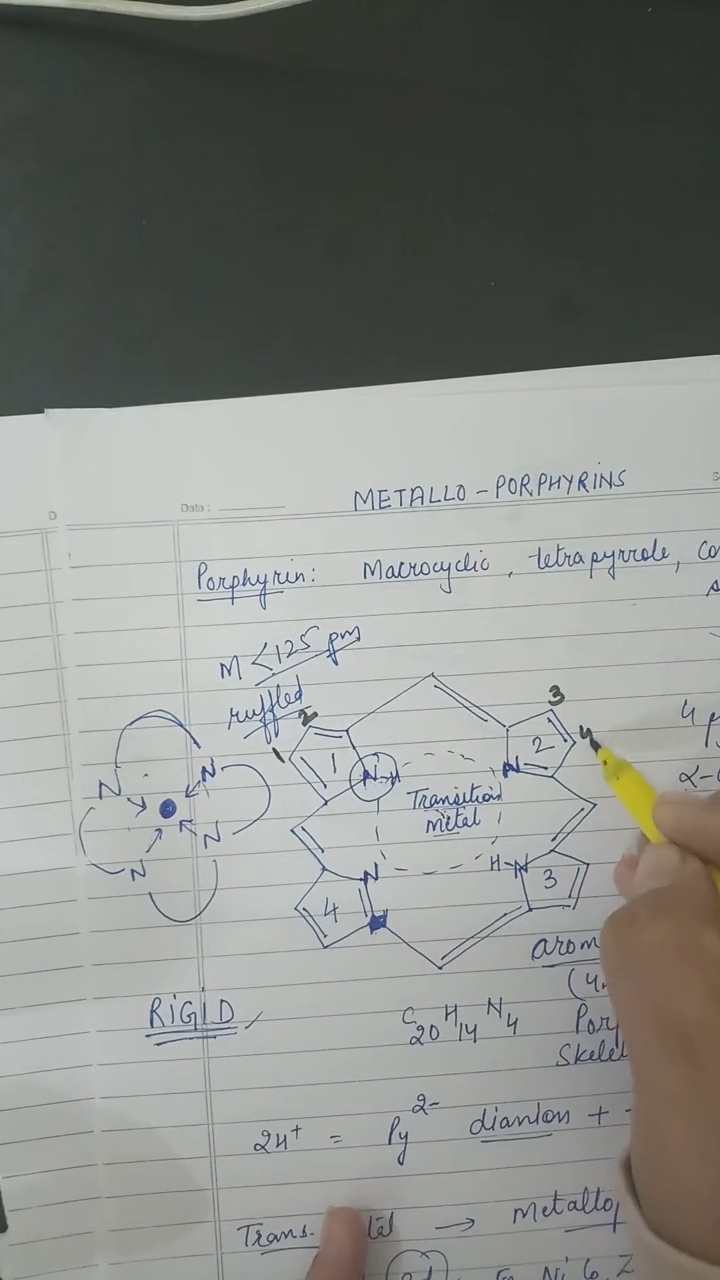 D
Date :
METALLO - PORPHYRINS
Porphyrin: Macrocyclic, tetrapyrrole,
M < 125 pm
ruffled
3
2
1
4
1
2
N
N
N-H
N
Transition
metal
N
N
N
H-N
3
4
RIGID
C20H14N4
2H+ = Py2- dianion +
Trans. →